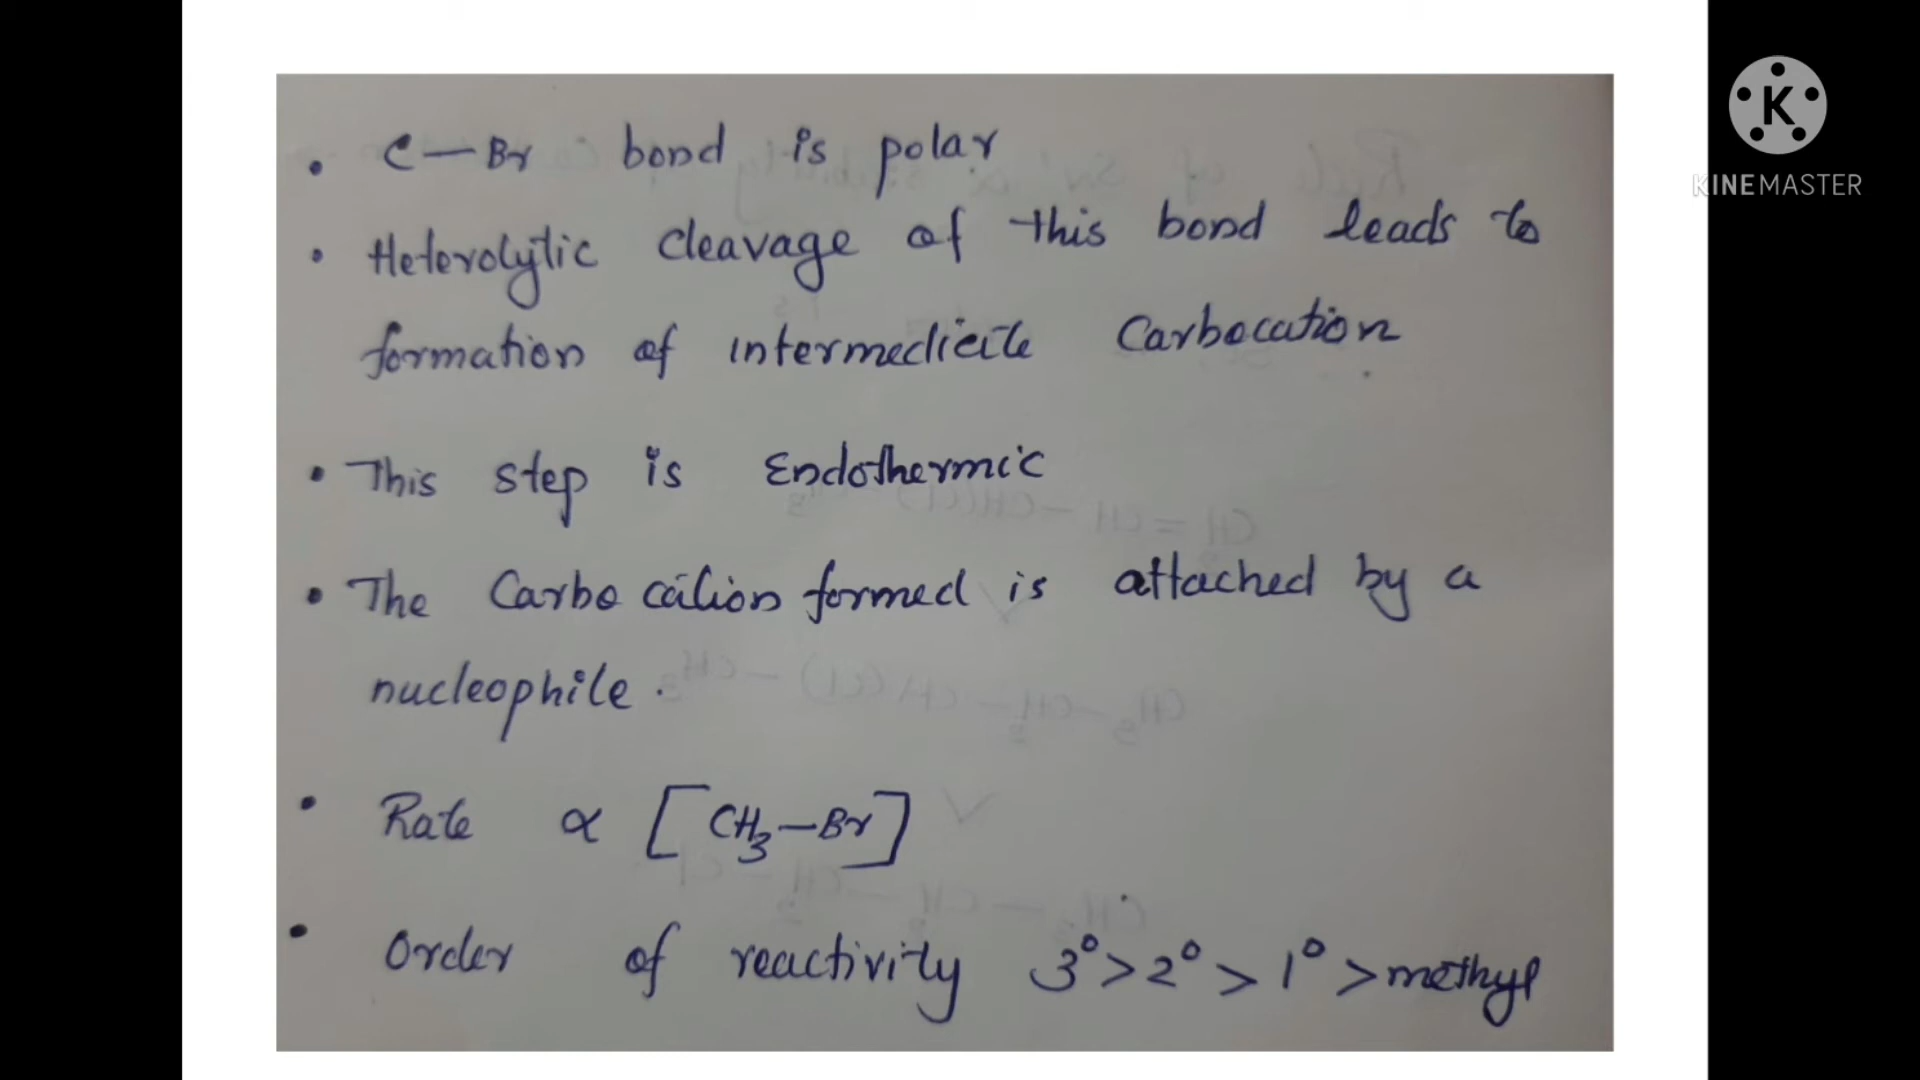 • C—Br bond is polar
• Heterolytic cleavage of this bond leads to
formation of intermediate Carbocation
• This step is Endothermic
• The Carbocation formed is attached by a
nucleophile.
• Rate ∝ [CH₃—Br]
• Order of reactivity 3° > 2° > 1° > methyl
KINEMASTER